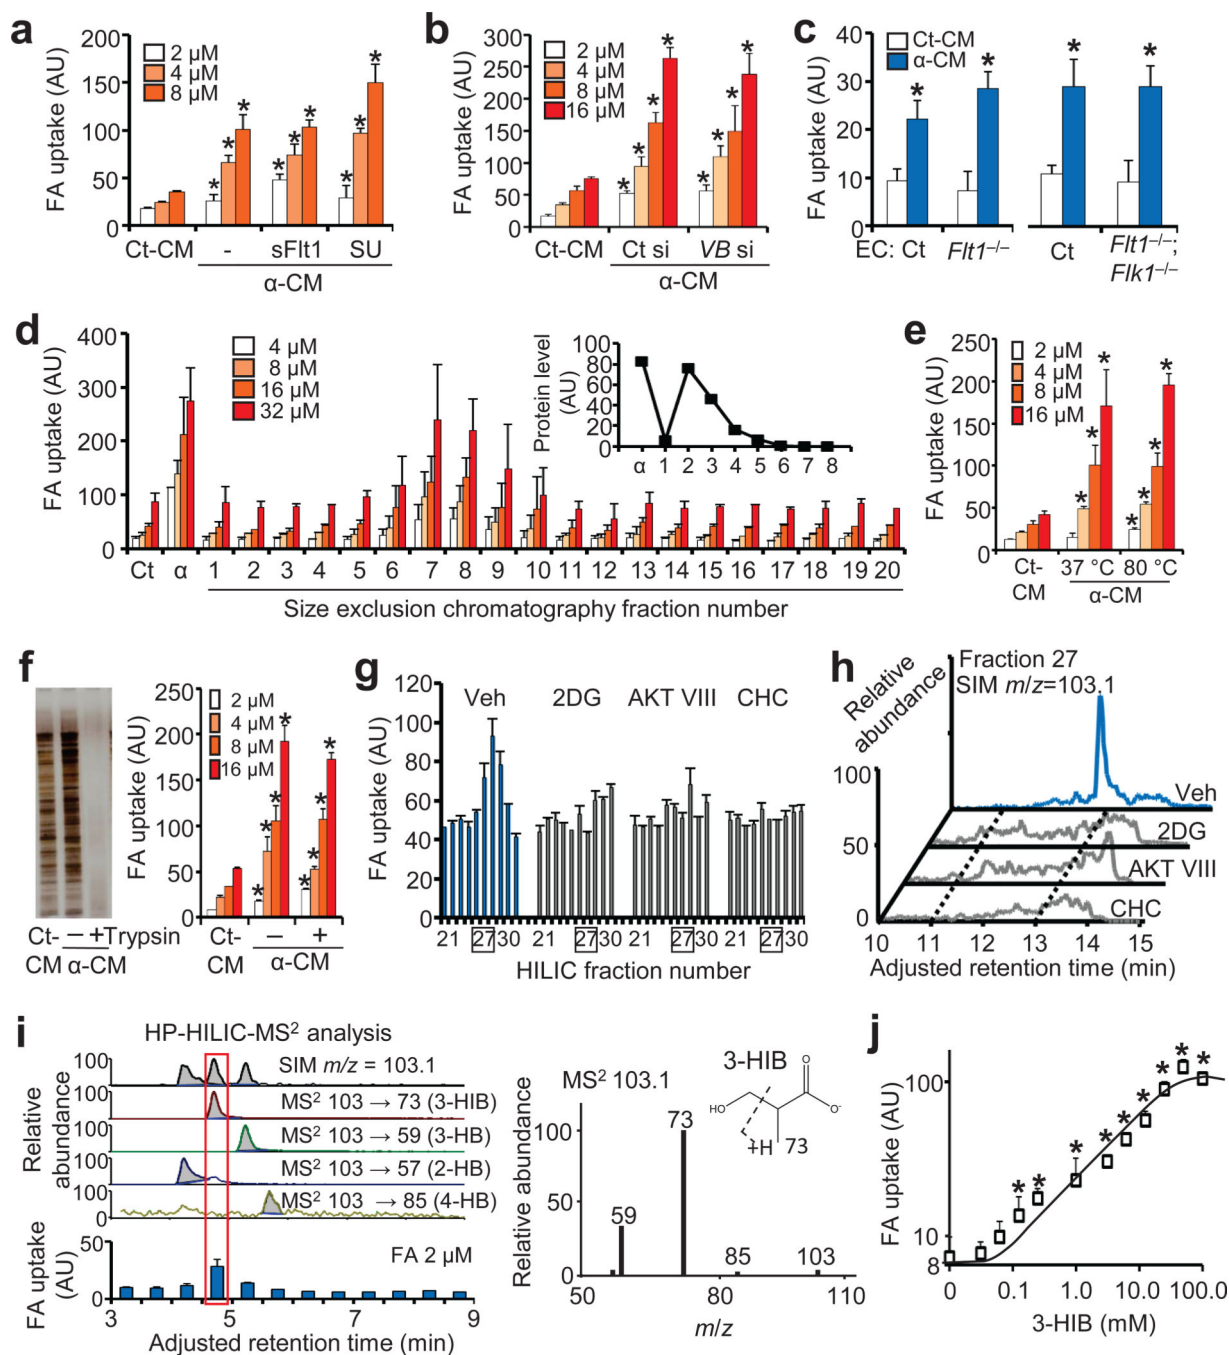 a
FA uptake (AU)
200
150
100
50
0
2 µM
4 µM
8 µM
* * * * * * * * *
Ct-CM - sFlt1 SU
α-CM
b
FA uptake (AU)
300
250
200
150
100
50
0
2 µM
4 µM
8 µM
16 µM
* * * * * * * *
Ct-CM Ct si VB si
α-CM
c
FA uptake (AU)
40
30
20
10
0
Ct-CM
α-CM
* * * *
EC: Ct Flt1–/– Ct Flt1–/–;
Flk1–/–
d
FA uptake (AU)
400
300
200
100
0
4 µM
8 µM
16 µM
32 µM
Protein level
(AU)
100
80
60
40
20
0
α 1 2 3 4 5 6 7 8
Ct α 1 2 3 4 5 6 7 8 9 10 11 12 13 14 15 16 17 18 19 20
Size exclusion chromatography fraction number
e
FA uptake (AU)
250
200
150
100
50
0
2 µM
4 µM
8 µM
16 µM
* * * * * * *
Ct-
CM
37 °C 80 °C
α-CM
f
Ct-
CM
– + Trypsin
α-CM
FA uptake (AU)
250
200
150
100
50
0
2 µM
4 µM
8 µM
16 µM
* * * * * * * *
Ct-
CM
– +
α-CM
g
FA uptake (AU)
120
100
80
60
40
20
0
Veh 2DG AKT VIII CHC
21 27 30 21 27 30 21 27 30 21 27 30
HILIC fraction number
h
Relative
abundance
Fraction 27
SIM m/z=103.1
100
50
0
Veh
2DG
AKT VIII
CHC
10 11 12 13 14 15
Adjusted retention time (min)
i
HP-HILIC-MS² analysis
Relative
abundance
100
0
SIM m/z = 103.1
100
0
MS² 103 → 73 (3-HIB)
100
0
MS² 103 → 59 (3-HB)
100
0
MS² 103 → 57 (2-HB)
100
0
MS² 103 → 85 (4-HB)
FA uptake
(AU)
50
0
FA 2 µM
3 5 7 9
Adjusted retention time (min)
Relative abundance
100
50
0
MS² 103.1
3-HIB
HO
O
O-
+H
73
73
59
85
103
50 80 110
m/z
j
FA uptake (AU)
100
10
8
* * * * * * * * *
0 0.1 1.0 10.0 100.0
3-HIB (mM)